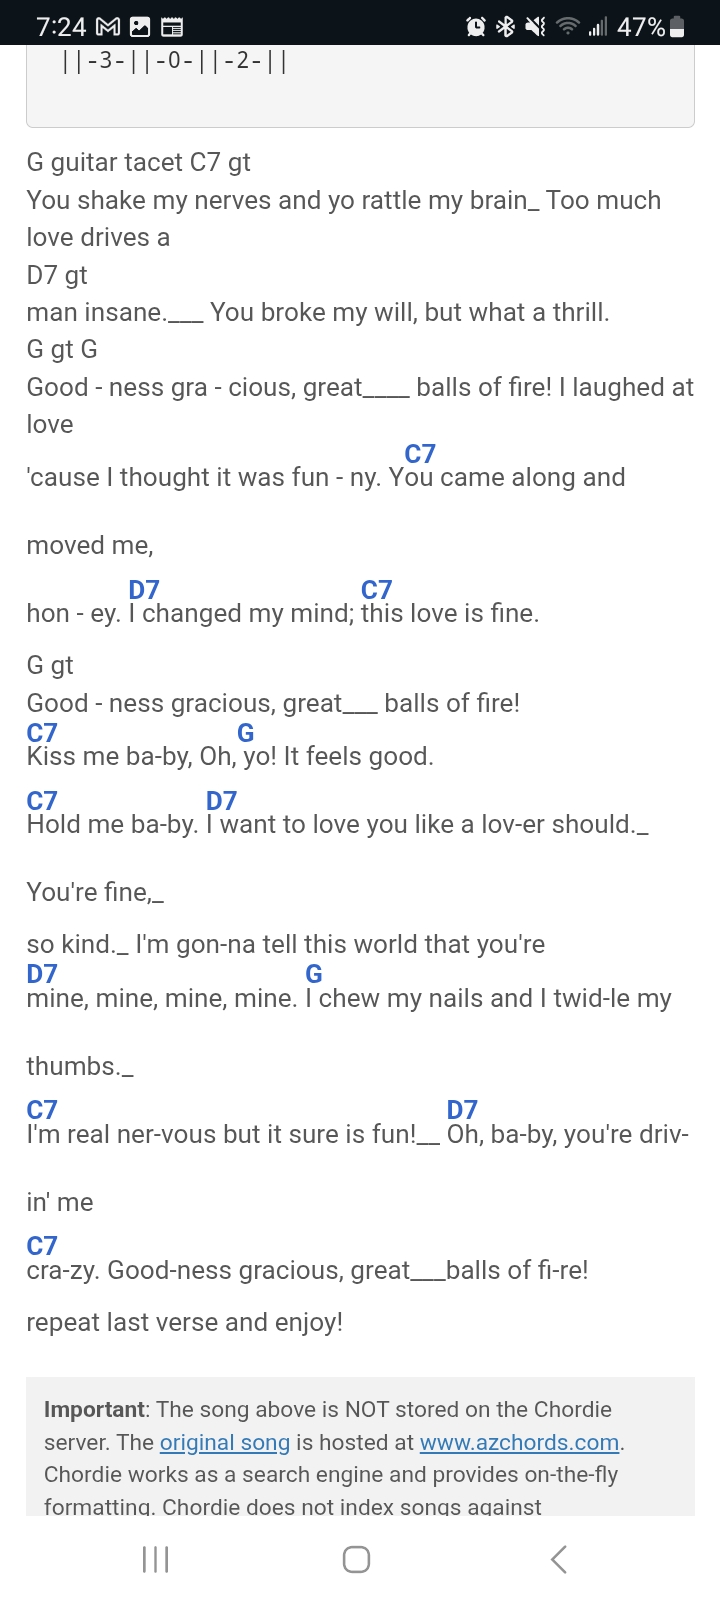 7:24 47%
||-3-||-0-||-2-||
G guitar tacet C7 gt
You shake my nerves and yo rattle my brain_ Too much
love drives a
D7 gt
man insane.___ You broke my will, but what a thrill.
G gt G
Good - ness gra - cious, great____ balls of fire! I laughed at
love
C7
'cause I thought it was fun - ny. You came along and
moved me,
D7 C7
hon - ey. I changed my mind; this love is fine.
G gt
Good - ness gracious, great___ balls of fire!
C7 G
Kiss me ba-by, Oh, yo! It feels good.
C7 D7
Hold me ba-by. I want to love you like a lov-er should._
You're fine,_
so kind._ I'm gon-na tell this world that you're
D7 G
mine, mine, mine, mine. I chew my nails and I twid-le my
thumbs._
C7 D7
I'm real ner-vous but it sure is fun!__ Oh, ba-by, you're driv-
in' me
C7
cra-zy. Good-ness gracious, great___balls of fi-re!
repeat last verse and enjoy!
Important: The song above is NOT stored on the Chordie
server. The original song is hosted at www.azchords.com.
Chordie works as a search engine and provides on-the-fly
formatting. Chordie does not index songs against